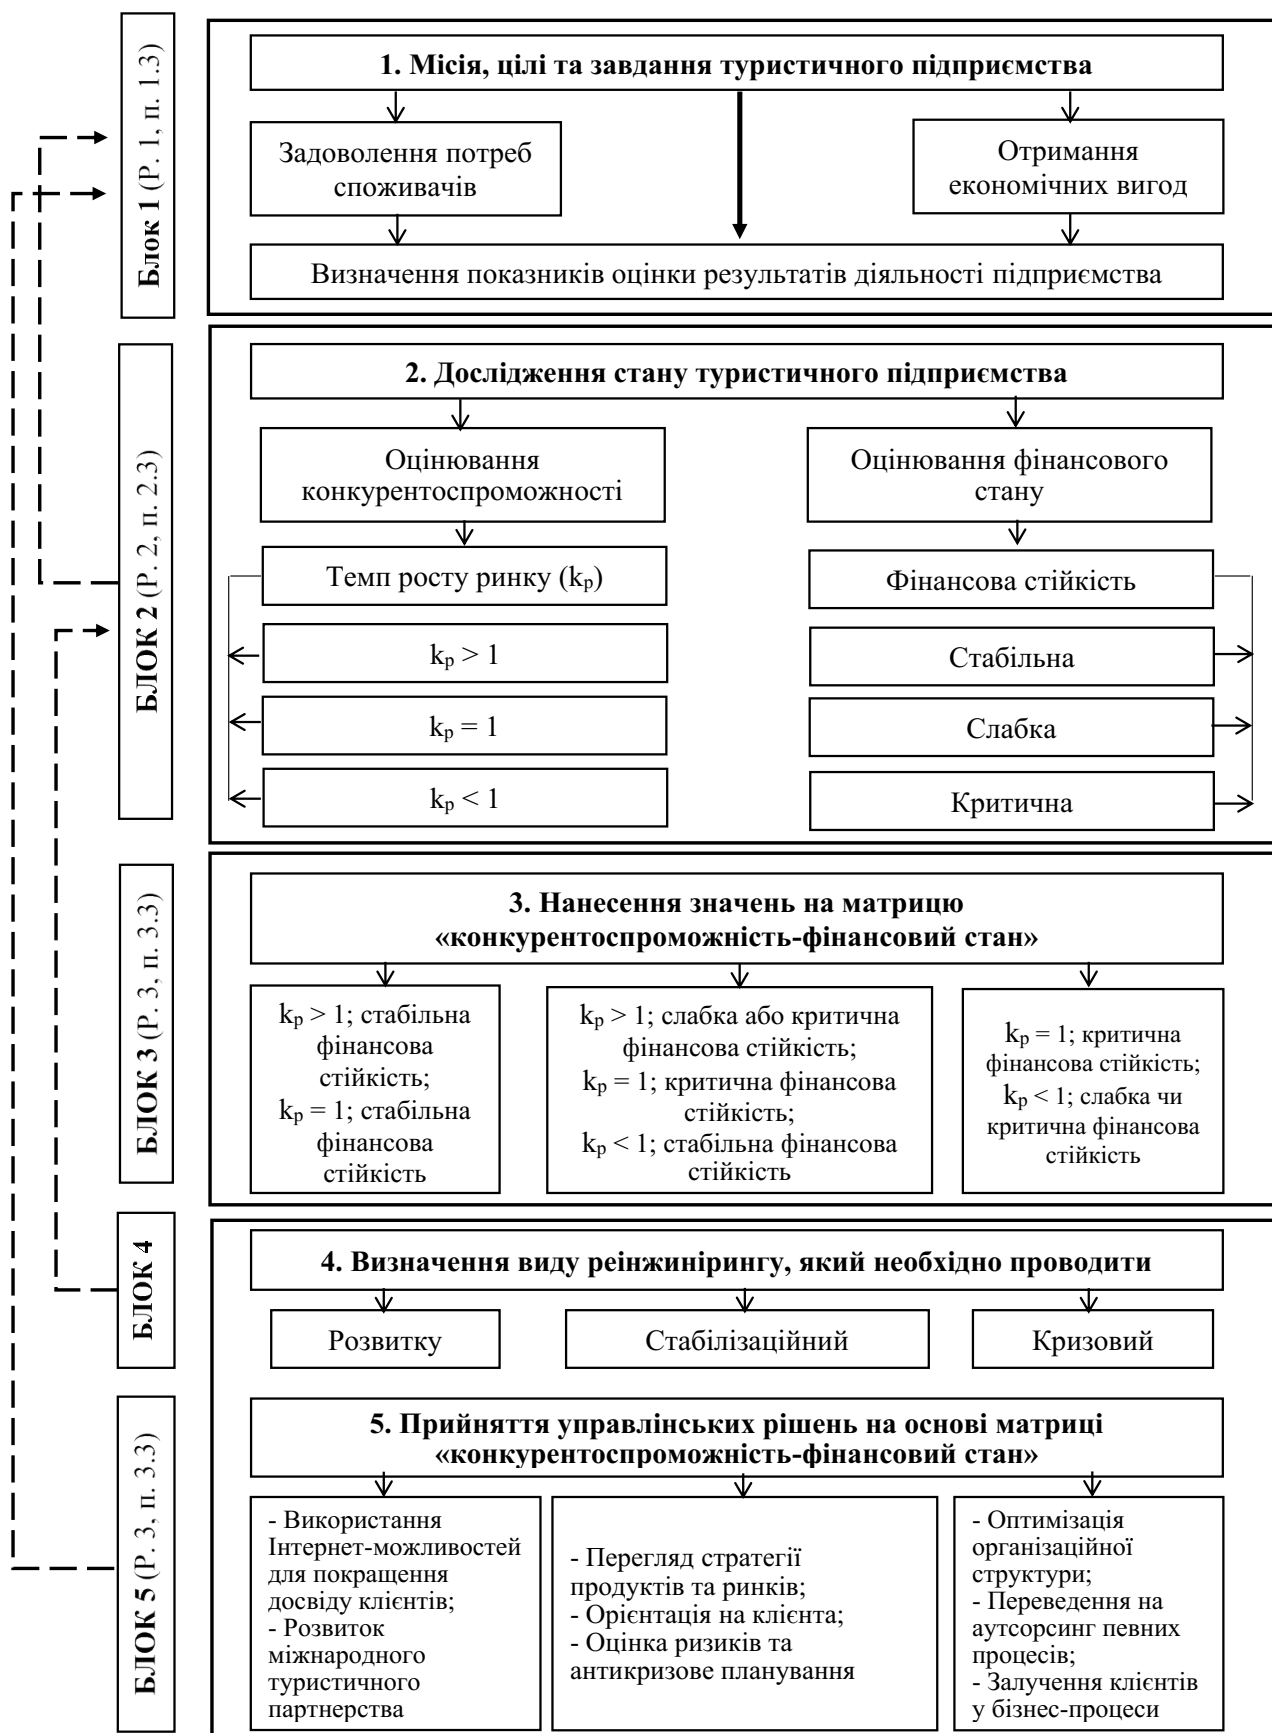 Блок 1 (Р. 1, п. 1.3)
1. Місія, цілі та завдання туристичного підприємства
Задоволення потреб
споживачів
Отримання
економічних вигод
Визначення показників оцінки результатів діяльності підприємства
БЛОК 2 (Р. 2, п. 2.3)
2. Дослідження стану туристичного підприємства
Оцінювання
конкурентоспроможності
Оцінювання фінансового
стану
Темп росту ринку (kр)
Фінансова стійкість
kр > 1
Стабільна
kр = 1
Слабка
kр < 1
Критична
БЛОК 3 (Р. 3, п. 3.3)
3. Нанесення значень на матрицю
«конкурентоспроможність-фінансовий стан»
kр > 1; стабільна
фінансова
стійкість;
kр = 1; стабільна
фінансова
стійкість
kр > 1; слабка або критична
фінансова стійкість;
kр = 1; критична фінансова
стійкість;
kр < 1; стабільна фінансова
стійкість
kр = 1; критична
фінансова стійкість;
kр < 1; слабка чи
критична фінансова
стійкість
БЛОК 4
4. Визначення виду реінжинірингу, який необхідно проводити
Розвитку
Стабілізаційний
Кризовий
БЛОК 5 (Р. 3, п. 3.3)
5. Прийняття управлінських рішень на основі матриці
«конкурентоспроможність-фінансовий стан»
- Використання
Інтернет-можливостей
для покращення
досвіду клієнтів;
- Розвиток
міжнародного
туристичного
партнерства
- Перегляд стратегії
продуктів та ринків;
- Орієнтація на клієнта;
- Оцінка ризиків та
антикризове планування
- Оптимізація
організаційної
структури;
- Переведення на
аутсорсинг певних
процесів;
- Залучення клієнтів
у бізнес-процеси